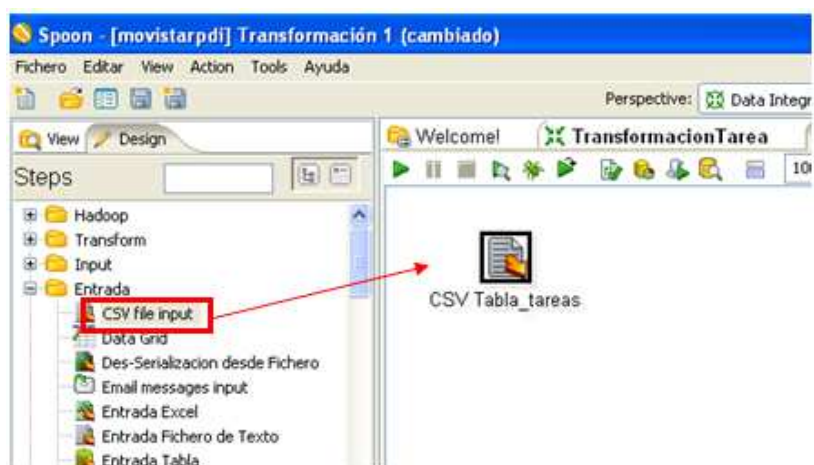 Spoon - [movistarpdi] Transformación 1 (cambiado)
Fichero Editar View Action Tools Ayuda
Perspective: Data Integr
View Design
Welcome! TransformacionTarea
Steps
10
Hadoop
Transform
Input
Entrada
CSV file input
Data Grid
Des-Serializacion desde Fichero
Email messages input
Entrada Excel
Entrada Fichero de Texto
Entrada Tabla
CSV Tabla_tareas